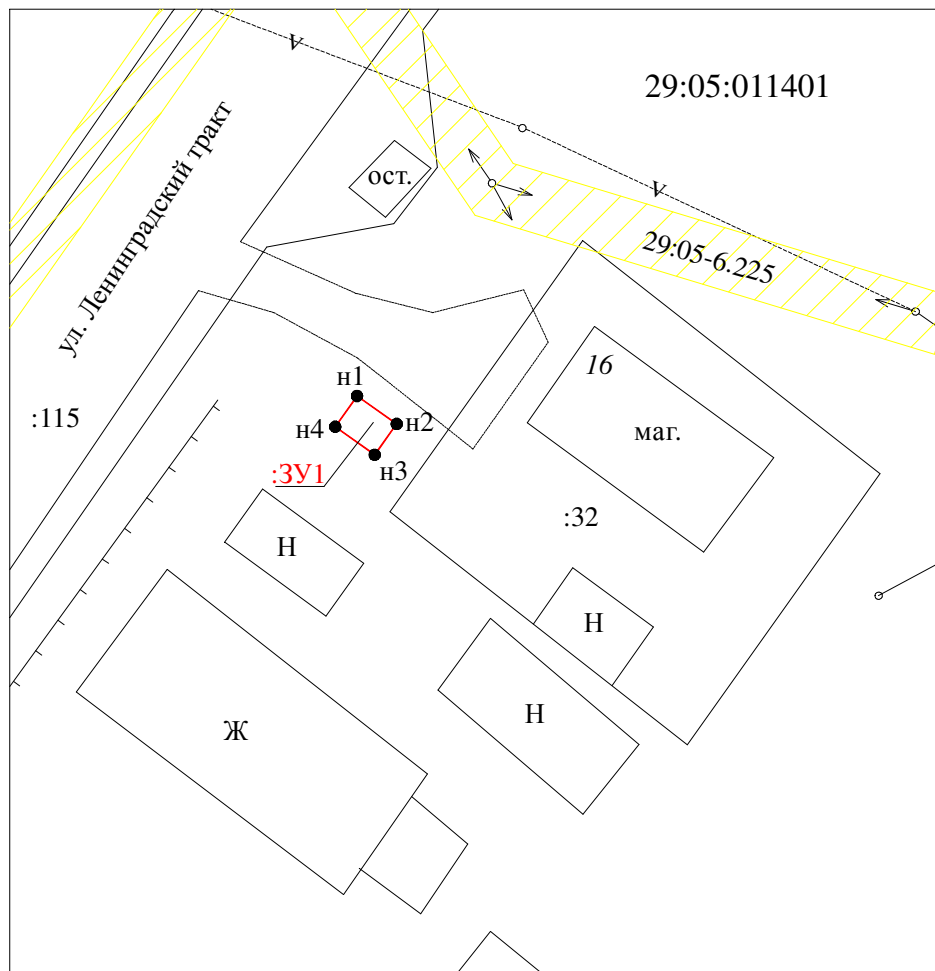 V
29:05:011401
ул. Ленинградский тракт
ост.
V
29:05-6.225
16
н1
:115
н2
н4
маг.
н3
:ЗУ1
:32
Н
Н
Н
Ж